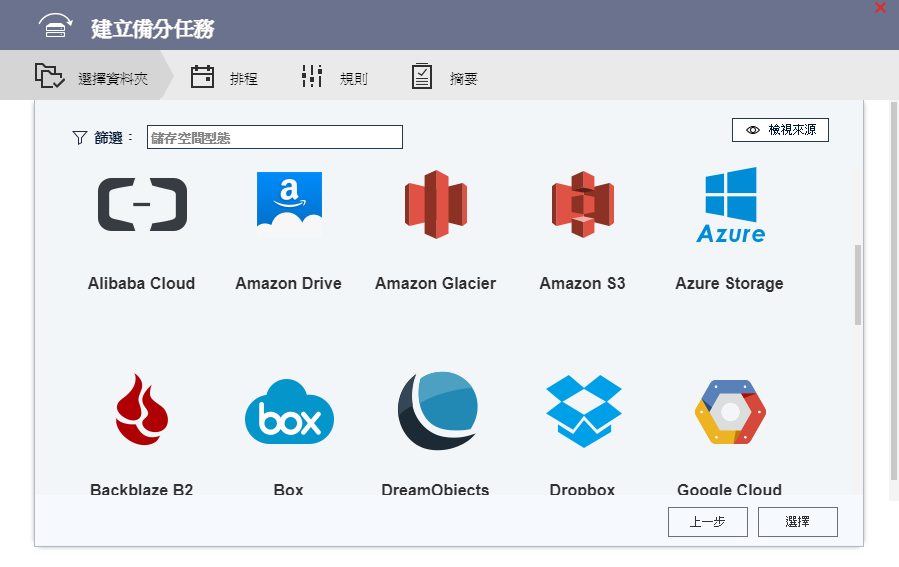 建立備分任務
選擇資料夾
排程
規則
摘要
篩選：
儲存空間型態
檢視來源
a
Azure
Alibaba Cloud
Amazon Drive
Amazon Glacier
Amazon S3
Azure Storage
box
Backblaze B2
Box
DreamObjects
Dropbox
Google Cloud
上一步
選擇